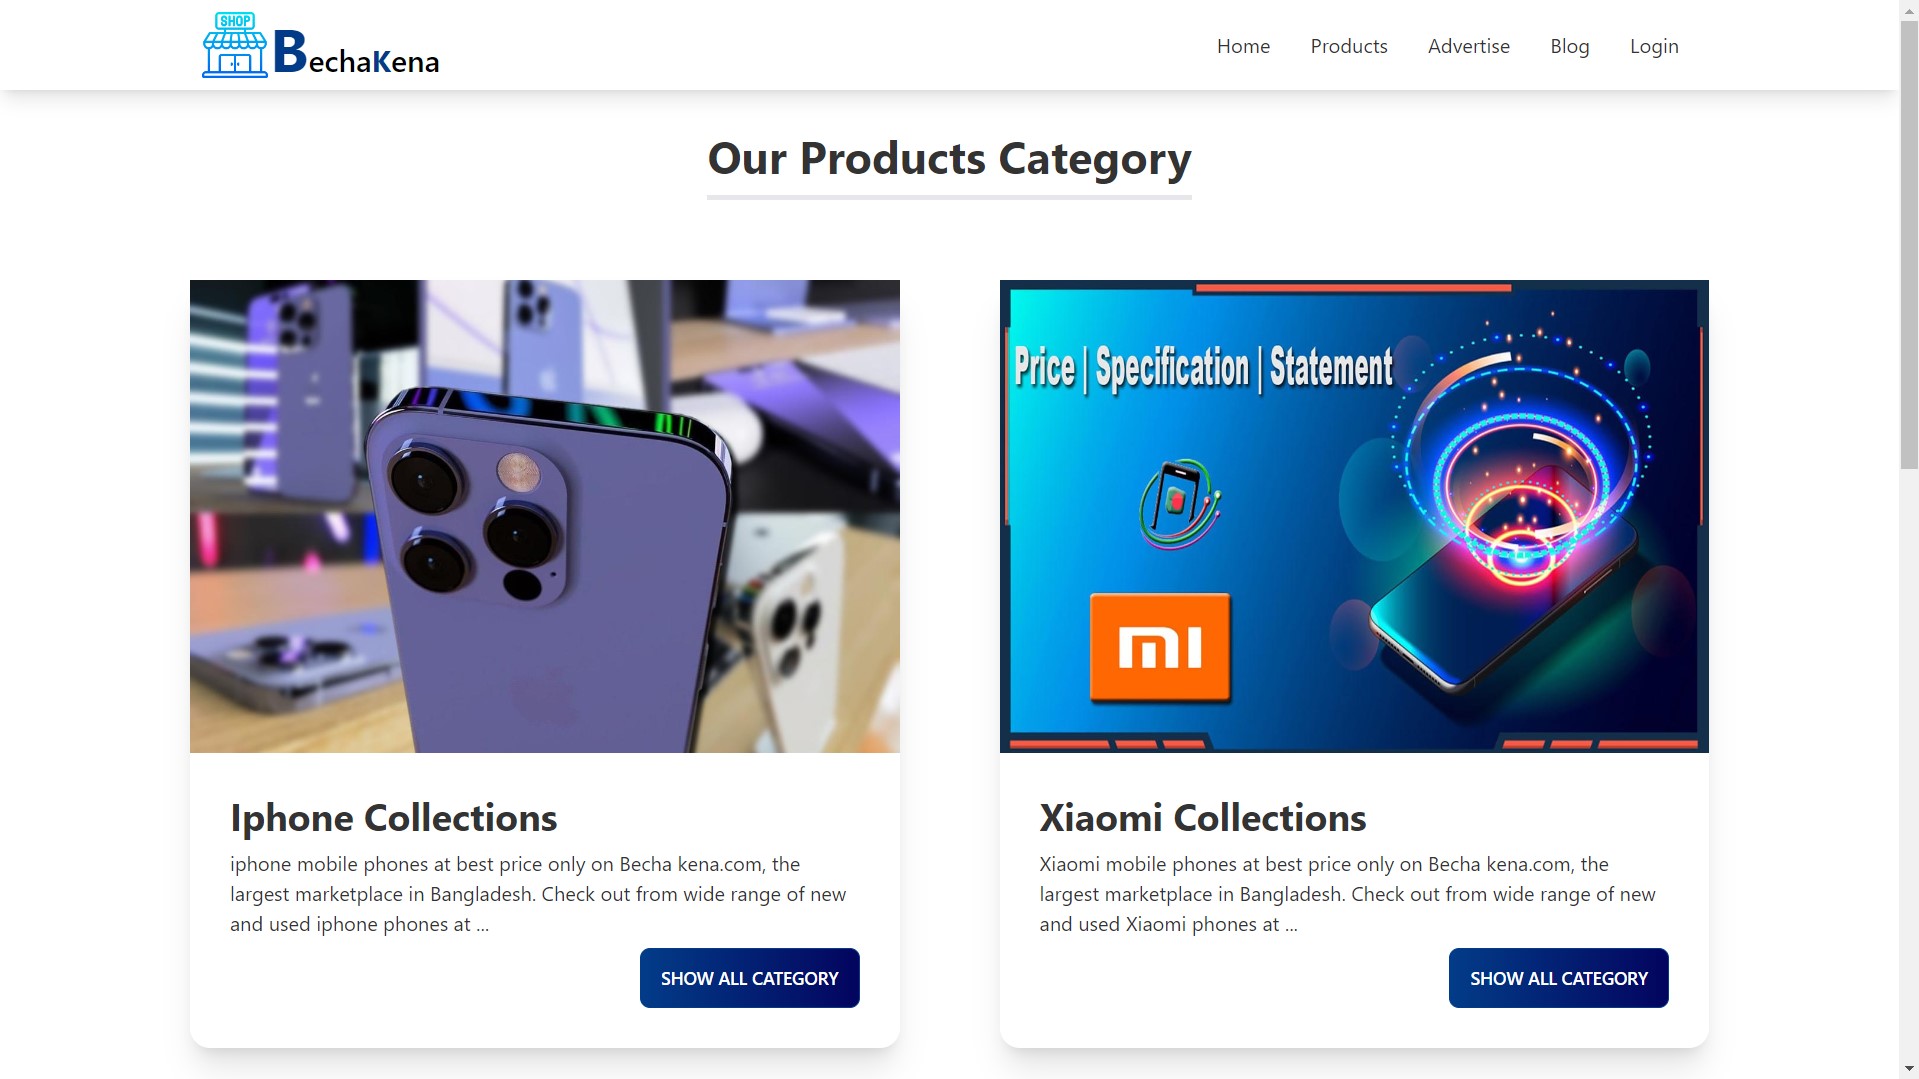 SHOP
BechaKena
Home
Products
Advertise
Blog
Login
Our Products Category
Price | Specification | Statement
mi
Iphone Collections
iphone mobile phones at best price only on Becha kena.com, the
largest marketplace in Bangladesh. Check out from wide range of new
and used iphone phones at ...
SHOW ALL CATEGORY
Xiaomi Collections
Xiaomi mobile phones at best price only on Becha kena.com, the
largest marketplace in Bangladesh. Check out from wide range of new
and used Xiaomi phones at ...
SHOW ALL CATEGORY